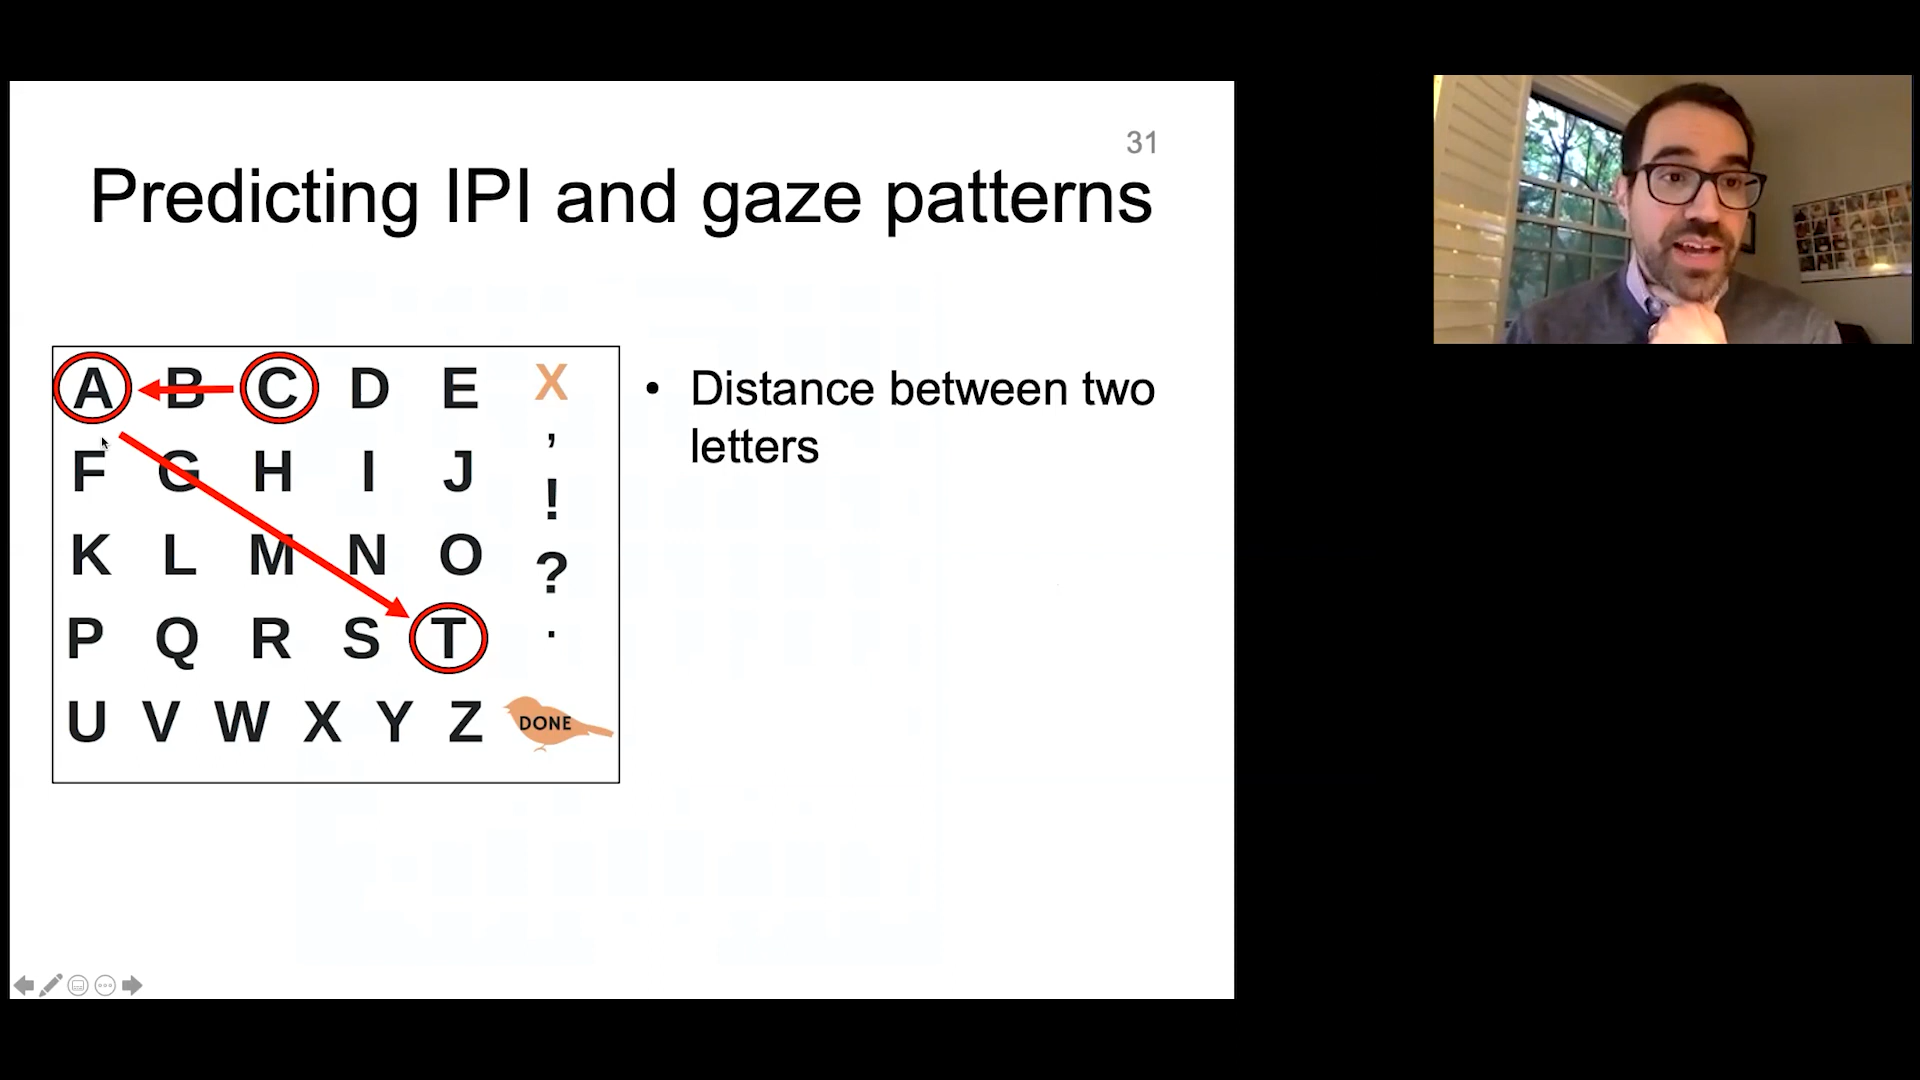 31
Predicting IPI and gaze patterns
A B C D E X
F G H I J ,
K L M N O !
P Q R S T ?
.
U V W X Y Z DONE
• Distance between two
letters